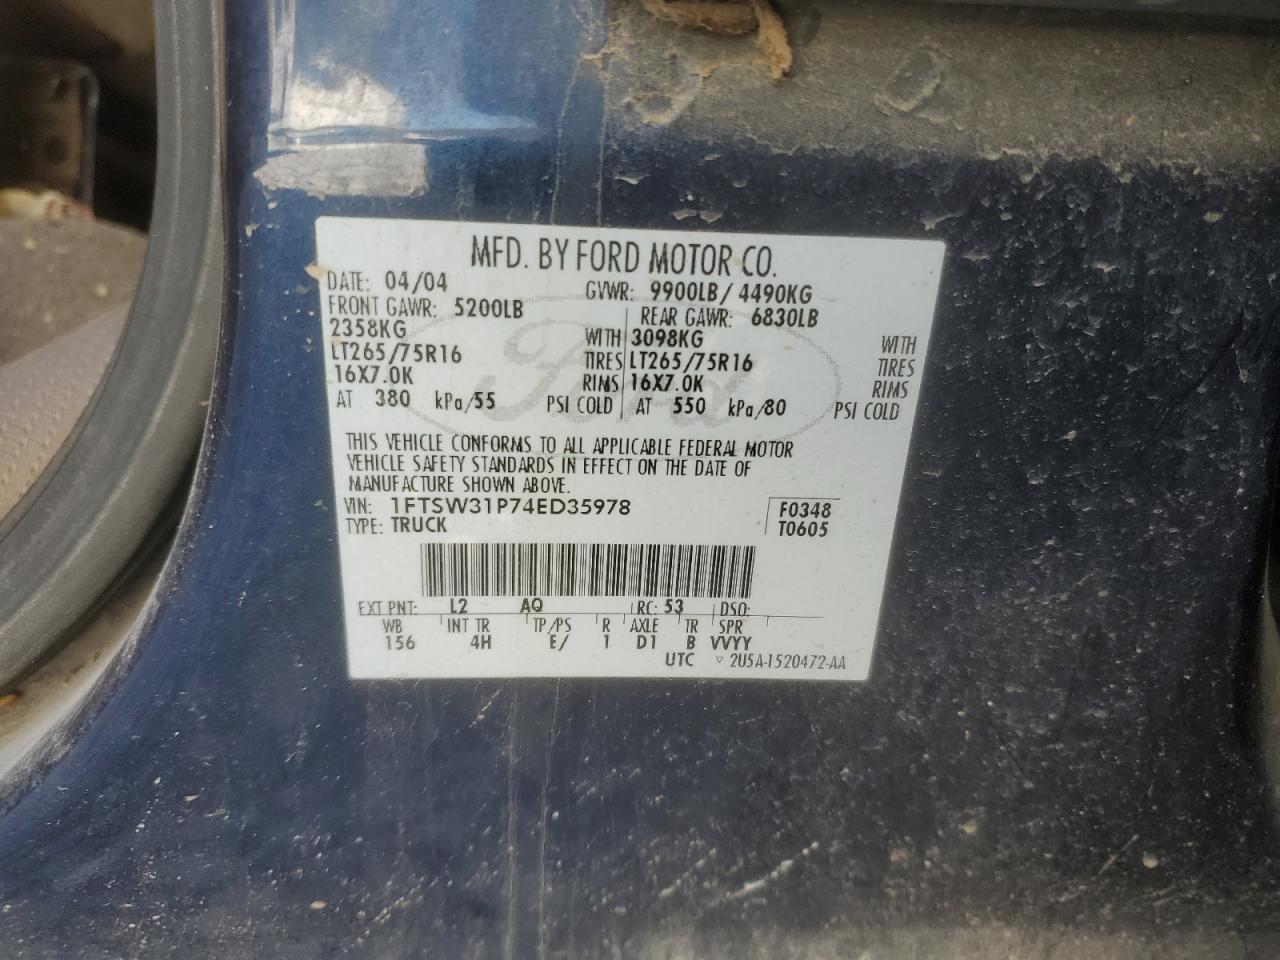 MFD. BY FORD MOTOR CO.
DATE: 04/04 GVWR: 9900LB/ 4490KG
FRONT GAWR: 5200LB REAR GAWR: 6830LB
2358KG WITH 3098KG WITH
LT265/75R16 TIRES LT265/75R16 TIRES
16X7.0K RIMS 16X7.0K RIMS
AT 380 kPa/55 PSI COLD AT 550 kPa/80 PSI COLD
Ford
THIS VEHICLE CONFORMS TO ALL APPLICABLE FEDERAL MOTOR
VEHICLE SAFETY STANDARDS IN EFFECT ON THE DATE OF
MANUFACTURE SHOWN ABOVE.
VIN: 1FTSW31P74ED35978 F0348
TYPE: TRUCK T0605
EXT PNT: L2 AQ RC: 53 DSO:
WB INT TR TP/PS R AXLE TR SPR
156 4H E/ 1 D1 B VVYY
UTC ▽ 2U5A-1520472-AA